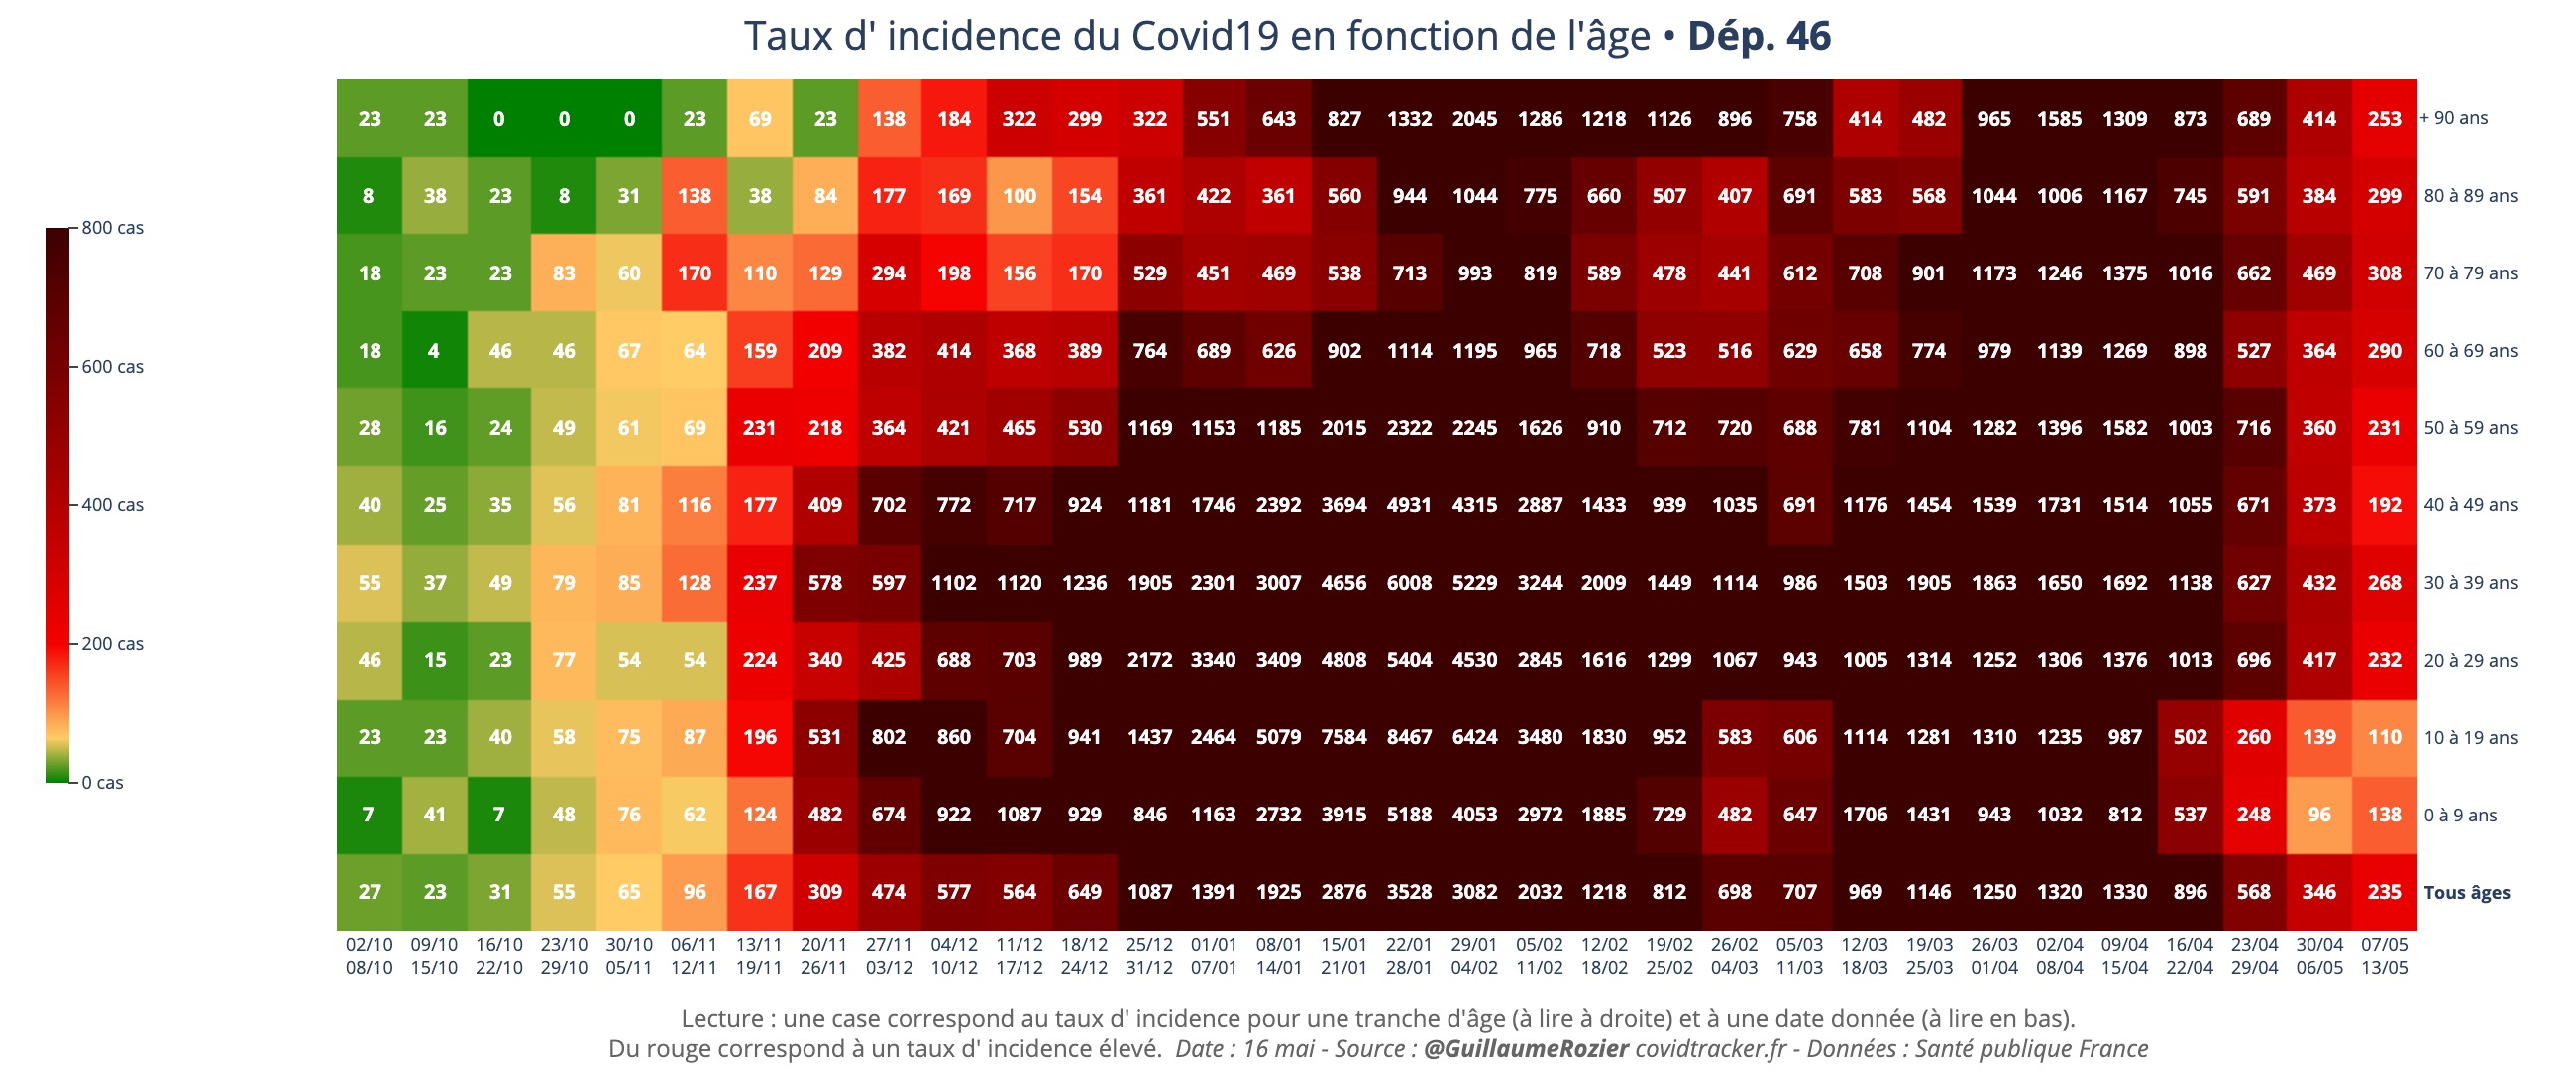 Taux d' incidence du Covid19 en fonction de l'âge • Dép. 46
800 cas
600 cas
400 cas
200 cas
0 cas
23 23 0 0 0 23 69 23 138 184 322 299 322 551 643 827 1332 2045 1286 1218 1126 896 758 414 482 965 1585 1309 873 689 414 253 + 90 ans
8 38 23 8 31 138 38 84 177 169 100 154 361 422 361 560 944 1044 775 660 507 407 691 583 568 1044 1006 1167 745 591 384 299 80 à 89 ans
18 23 23 83 60 170 110 129 294 198 156 170 529 451 469 538 713 993 819 589 478 441 612 708 901 1173 1246 1375 1016 662 469 308 70 à 79 ans
18 4 46 46 67 64 159 209 382 414 368 389 764 689 626 902 1114 1195 965 718 523 516 629 658 774 979 1139 1269 898 527 364 290 60 à 69 ans
28 16 24 49 61 69 231 218 364 421 465 530 1169 1153 1185 2015 2322 2245 1626 910 712 720 688 781 1104 1282 1396 1582 1003 716 360 231 50 à 59 ans
40 25 35 56 81 116 177 409 702 772 717 924 1181 1746 2392 3694 4931 4315 2887 1433 939 1035 691 1176 1454 1539 1731 1514 1055 671 373 192 40 à 49 ans
55 37 49 79 85 128 237 578 597 1102 1120 1236 1905 2301 3007 4656 6008 5229 3244 2009 1449 1114 986 1503 1905 1863 1650 1692 1138 627 432 268 30 à 39 ans
46 15 23 77 54 54 224 340 425 688 703 989 2172 3340 3409 4808 5404 4530 2845 1616 1299 1067 943 1005 1314 1252 1306 1376 1013 696 417 232 20 à 29 ans
23 23 40 58 75 87 196 531 802 860 704 941 1437 2464 5079 7584 8467 6424 3480 1830 952 583 606 1114 1281 1310 1235 987 502 260 139 110 10 à 19 ans
7 41 7 48 76 62 124 482 674 922 1087 929 846 1163 2732 3915 5188 4053 2972 1885 729 482 647 1706 1431 943 1032 812 537 248 96 138 0 à 9 ans
27 23 31 55 65 96 167 309 474 577 564 649 1087 1391 1925 2876 3528 3082 2032 1218 812 698 707 969 1146 1250 1320 1330 896 568 346 235 Tous âges
02/10 09/10 16/10 23/10 30/10 06/11 13/11 20/11 27/11 04/12 11/12 18/12 25/12 01/01 08/01 15/01 22/01 29/01 05/02 12/02 19/02 26/02 05/03 12/03 19/03 26/03 02/04 09/04 16/04 23/04 30/04 07/05
08/10 15/10 22/10 29/10 05/11 12/11 19/11 26/11 03/12 10/12 17/12 24/12 31/12 07/01 14/01 21/01 28/01 04/02 11/02 18/02 25/02 04/03 11/03 18/03 25/03 01/04 08/04 15/04 22/04 29/04 06/05 13/05
Lecture : une case correspond au taux d' incidence pour une tranche d'âge (à lire à droite) et à une date donnée (à lire en bas).
Du rouge correspond à un taux d' incidence élevé. Date : 16 mai - Source : @GuillaumeRozier covidtracker.fr - Données : Santé publique France